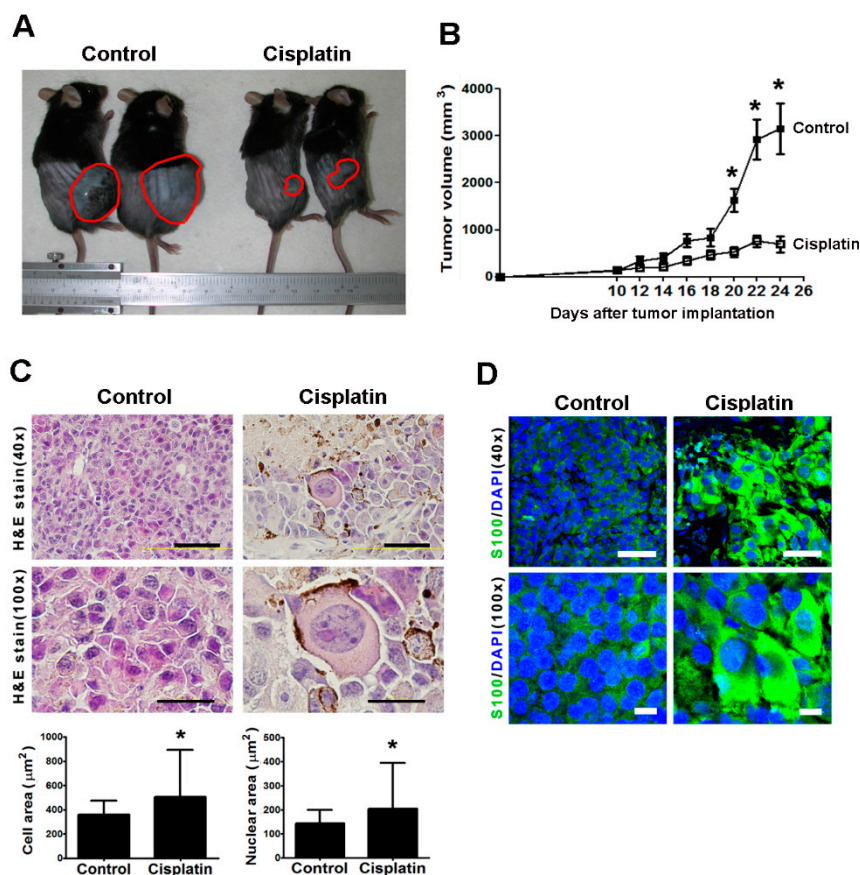 A
Control Cisplatin
B
Tumor volume (mm3)
4000
3000
2000
1000
0
* * *
Control
Cisplatin
10 12 14 16 18 20 22 24 26
Days after tumor implantation
C
Control Cisplatin
H&E stain(40x)
H&E stain(100x)
Cell area (μm2)
1000
800
600
400
200
0
*
Control Cisplatin
Nuclear area (μm2)
500
400
300
200
100
0
*
Control Cisplatin
D
Control Cisplatin
S100/DAPI(40x)
S100/DAPI(100x)